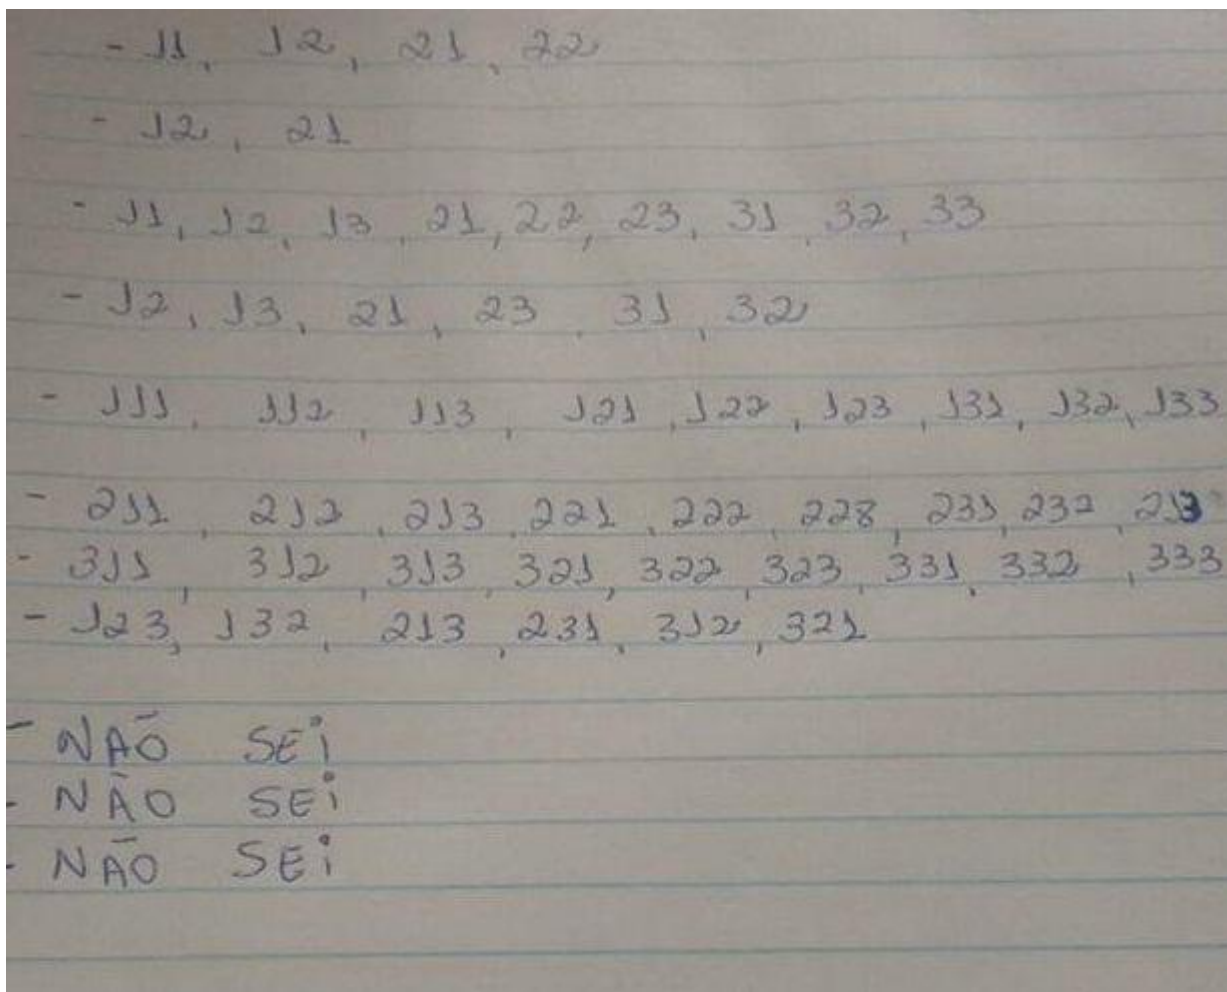 - 11, 12, 21, 22
- 12, 21
- 11, 12, 13, 21, 22, 23, 31, 32, 33
- 12, 13, 21, 23, 31, 32
- 111, 112, 113, 121, 122, 123, 131, 132, 133
- 211, 212, 213, 221, 222, 228, 231, 232, 213
- 311, 312, 313, 321, 322, 323, 331, 332, 333
- 123, 132, 213, 231, 312, 321
- NÃO SEi
- NÃO SEi
- NÃO SEi